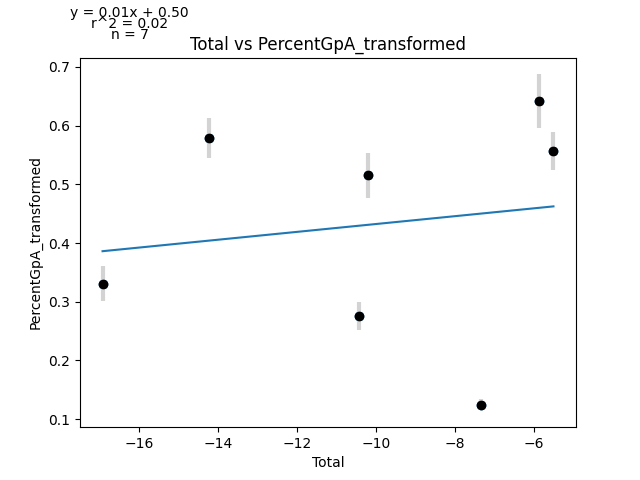 y = 0.01x + 0.50
r^2 = 0.02
n = 7
Total vs PercentGpA_transformed
0.7
0.6
0.5
0.4
0.3
0.2
0.1
PercentGpA_transformed
−16
−14
−12
−10
−8
−6
Total